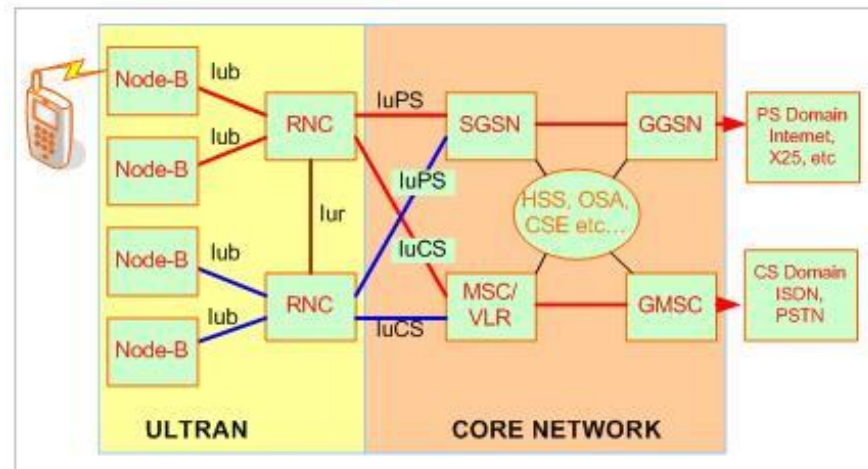 Node-B
Iub
RNC
IuPS
SGSN
GGSN
PS Domain
Internet,
X25, etc
Node-B
Iub
IuPS
Iur
HSS, OSA,
CSE etc...
Node-B
Iub
IuCS
RNC
MSC/
VLR
GMSC
CS Domain
ISDN,
PSTN
Node-B
Iub
IuCS
ULTRAN
CORE NETWORK